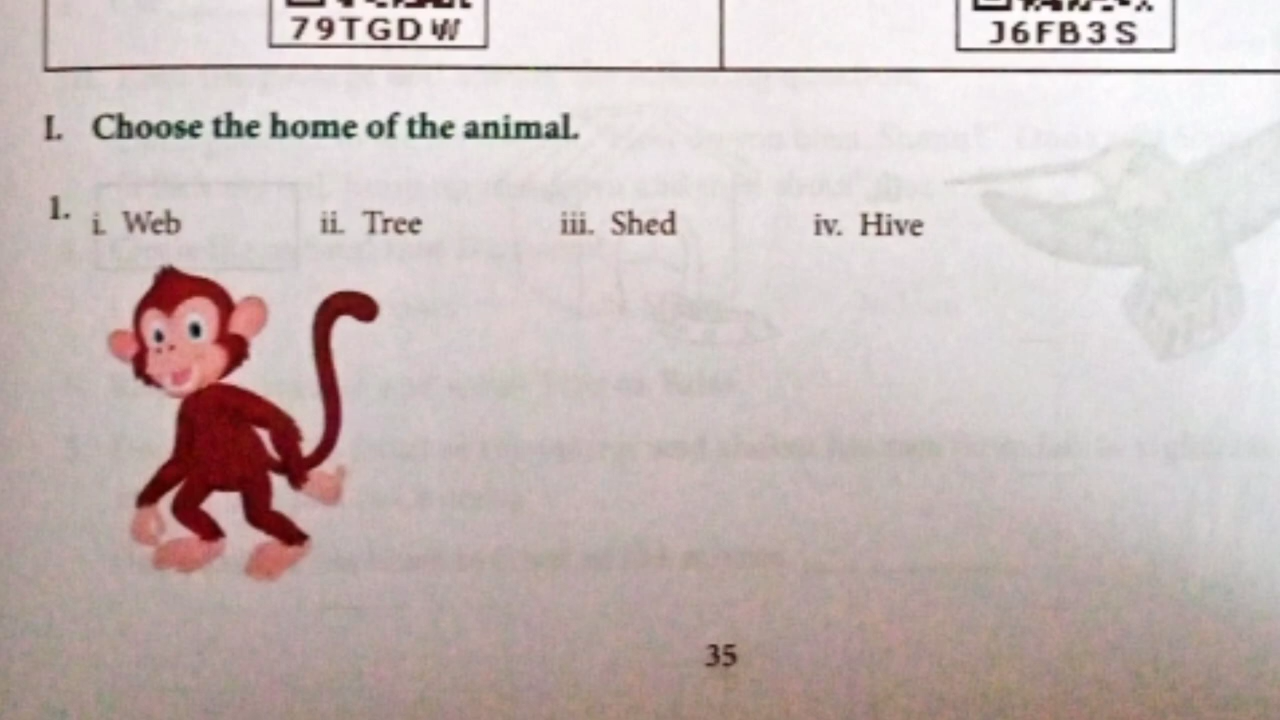 79TGDW J6FB3S
I. Choose the home of the animal.
1. i. Web ii. Tree iii. Shed iv. Hive
35